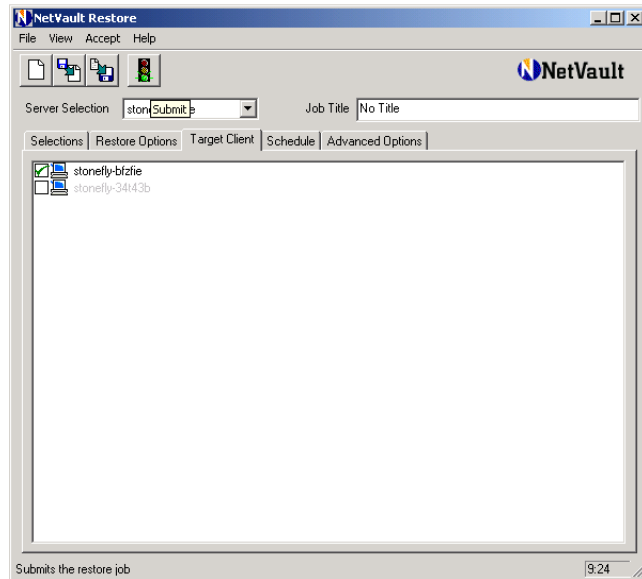 NetVault Restore
File View Accept Help
NetVault
Server Selection Submit Job Title No Title
Selections Restore Options Target Client Schedule Advanced Options
stonefly-bfzfie
stonefly-34t43b
Submits the restore job 9:24